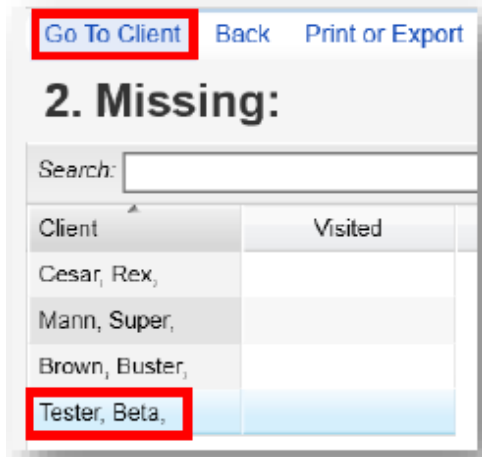 Go To Client Back Print or Export
2. Missing:
Search:
Client Visited
Cesar, Rex,
Mann, Super,
Brown, Buster,
Tester, Beta,